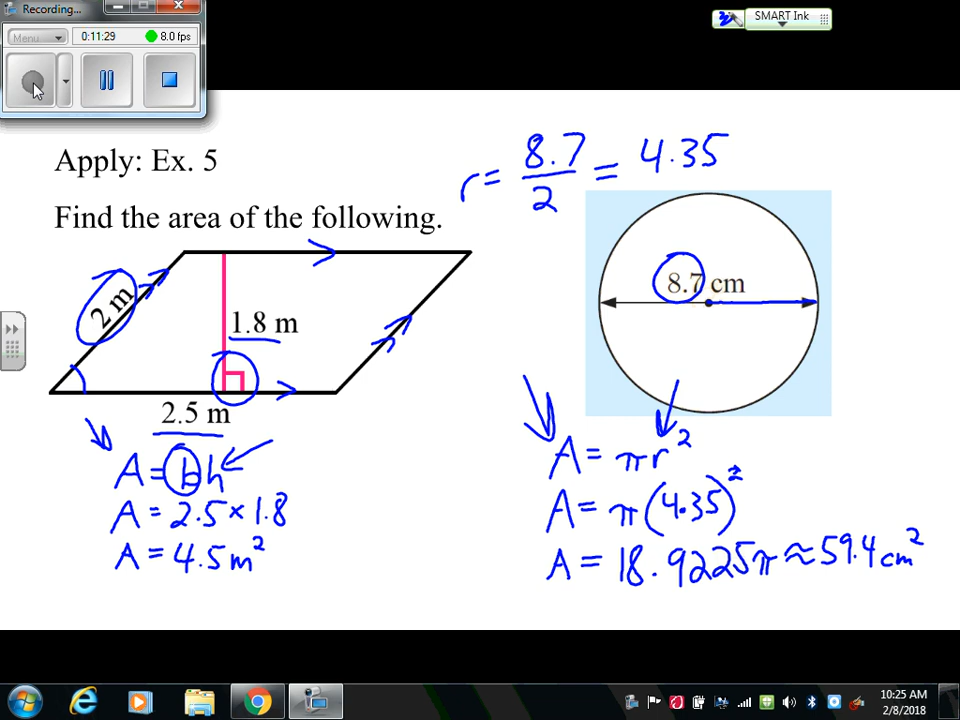 Recording...
SMART Ink
Menu
0:11:29
8.0 fps
Apply: Ex. 5
Find the area of the following.
r = 8.7/2 = 4.35
8.7 cm
2 m
1.8 m
2.5 m
A = bh
A = 2.5 × 1.8
A = 4.5 m²
A = πr²
A = π(4.35)²
A = 18.9225π ≈ 59.4 cm²
10:25 AM
2/8/2018